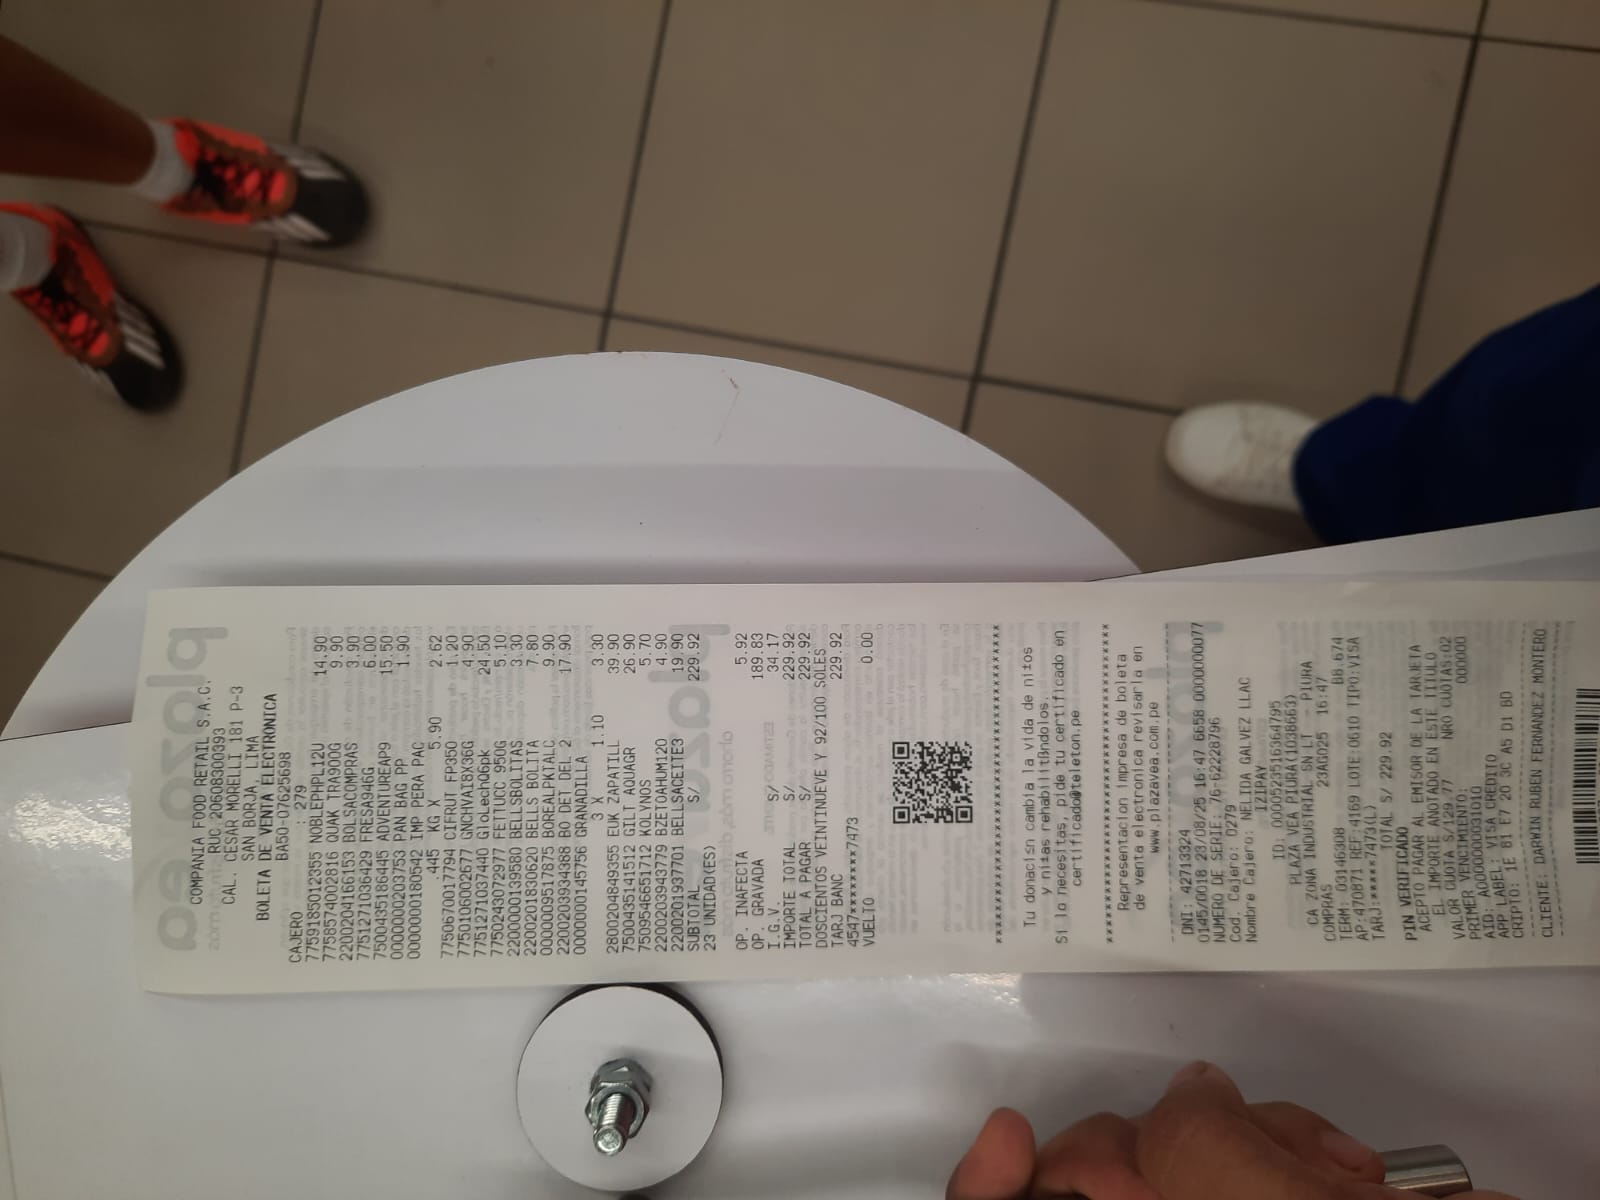 COMPANIA FOOD RETAIL S.A.C.
RUC 20608300393
CAL. CESAR MORELLI 181 P-3
SAN BORJA, LIMA
BOLETA DE VENTA ELECTRONICA
BA50-07625698
CAJERO : 279
7759185012355 NOBLEPHPL12U 14.90
7758574002816 QUAK TRA90OG 9.90
2200204166153 BOLSACOMPRAS 3.90
7751271036429 FRESA946G 6.00
7500435186445 ADVENTUREAP9 15.50
0000000203753 PAN BAG PP 1.90
0000000180542 IMP PERA PAC
.445 KG X 5.90 2.62
7750670017794 CIFRUT FP350 1.20
7751010002677 GNCHVAI8X36G 4.90
7751271037440 GloLechQ6pk 24.50
7750243072977 FETTUCC 950G 5.10
2200000139580 BELLSBOLITAS 3.30
2200201830620 BELLS BOLITA 7.80
0000009517875 BOREALPKTALC 9.90
2200203934388 BO DET DEL 2 17.90
0000000145756 GRANADILLA
3 X 1.10 3.30
2800204849355 EUK ZAPATILL 39.90
7500435141512 GILT AQUAGR 26.90
7509546651712 KOLYNOS 5.70
2200203943779 BZETOAHUM120 4.90
2200201937701 BELLSACETTE3 19.90
SUBTOTAL S/ 229.92
23 UNIDAD(ES)
OP. INAFECTA 5.92
OP. GRAVADA 189.83
I.G.V. S/ 34.17
IMPORTE TOTAL S/ 229.92
TOTAL A PAGAR S/ 229.92
DOSCIENTOS VEINTINUEVE Y 92/100 SOLES
TARJ BANC 229.92
4547********7473
VUELTO 0.00
Tu donación cambia la vida de niños
y niñas rehabilitándolos.
Si lo necesitas, pide tu certificado en
certificado@teleton.pe
Representacion impresa de boleta
de venta electronica revisarla en
www.plazavea.com.pe
DNI: 42713324
0145/0018 23/08/25 16:47 6658 0000000077
NUMERO DE SERIE: 76-62228796
Cod. Cajero: 0279
Nombre Cajero: NELIDA GALVEZ LLAC
IZIPAY
PLAZA VEA PIURA(1038663)
CA ZONA INDUSTRIAL SN LT - PIURA
COMPRAS 23AGO25 16:47
TERM: 03146308 B8.674
AP:470871 REF:4169 LOTE:0610 TIPO:VISA
TARJ:********7473(L)
TOTAL S/ 229.92
PIN VERIFICADO
ACEPTO PAGAR AL EMISOR DE LA TARJETA
EL IMPORTE ANOTADO EN ESTE TITULO
VALOR CUOTA S/129.77 NRO CUOTAS:02
PRIMER VENCIMIENTO: 000000
AID: A0000000031010
APP LABEL: VISA CREDITO
CRIPTO: 1E B1 E7 20 3C A5 D1 BD
CLIENTE: DARWIN RUBEN FERNANDEZ MONTERO